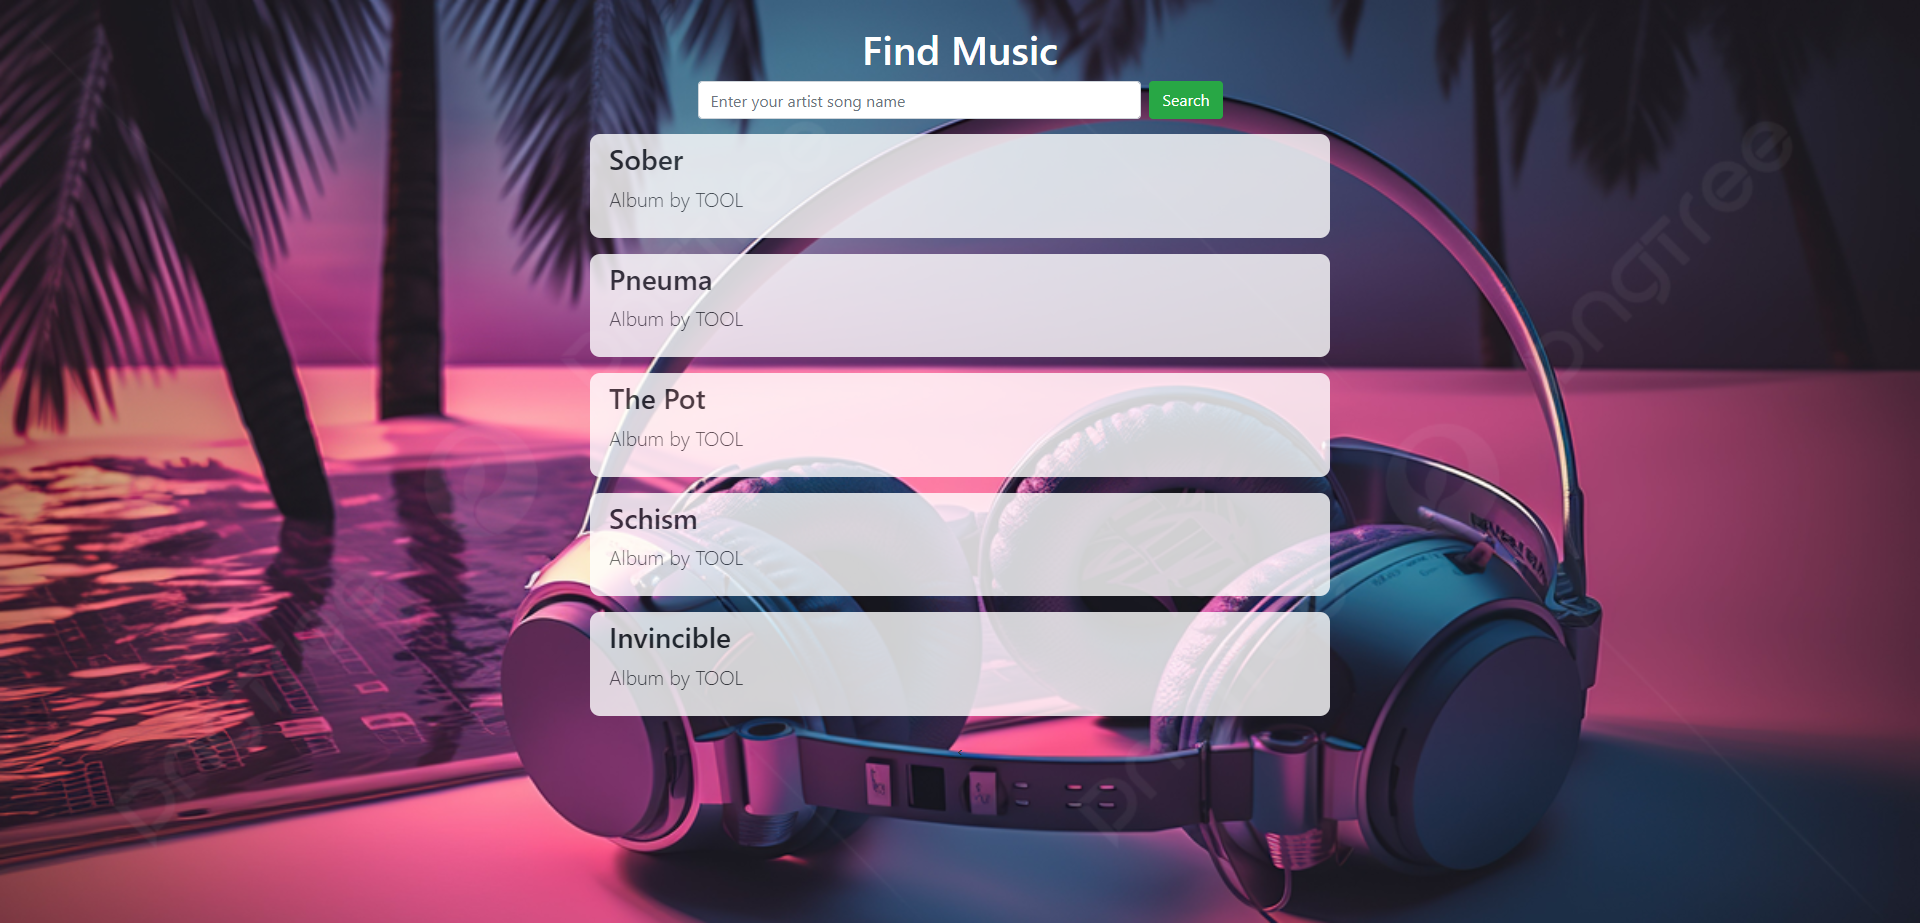 Find Music
Enter your artist song name
Search
Sober
Album by TOOL
Pneuma
Album by TOOL
The Pot
Album by TOOL
Schism
Album by TOOL
Invincible
Album by TOOL
pngtree